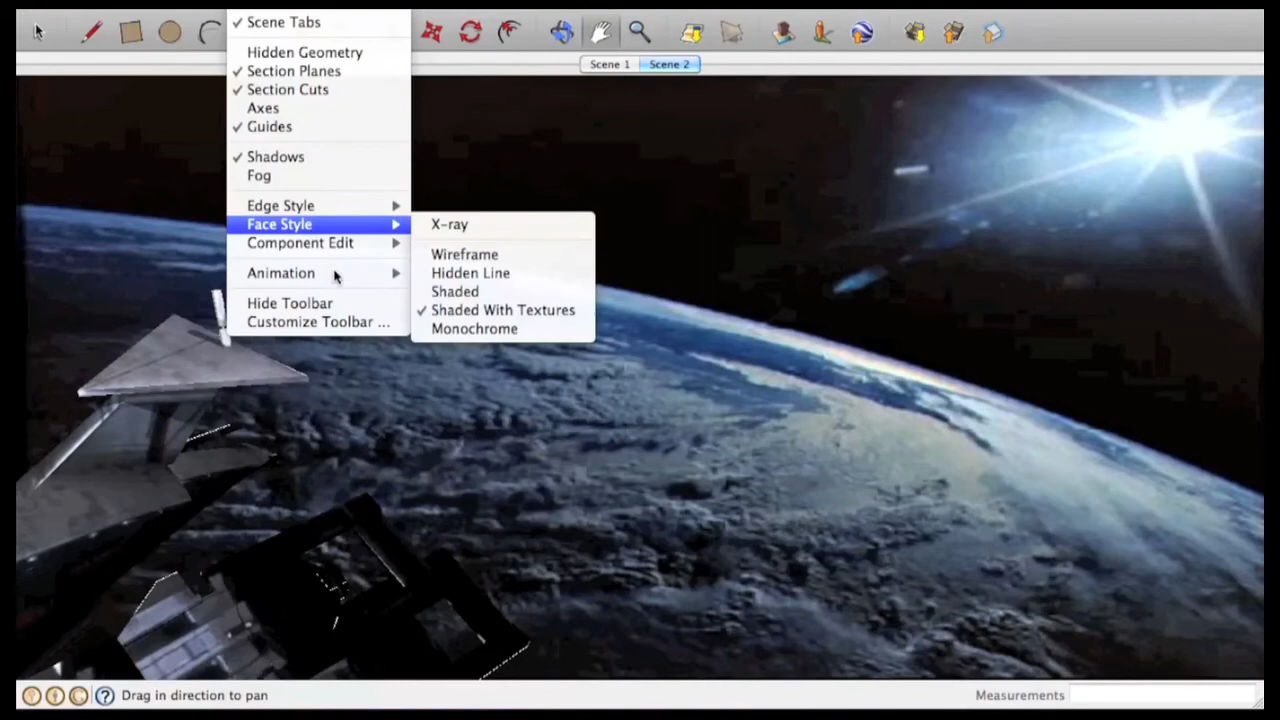 ✓ Scene Tabs
Scene 1
Scene 2
Hidden Geometry
✓ Section Planes
✓ Section Cuts
Axes
✓ Guides
✓ Shadows
Fog
Edge Style
Face Style
Component Edit
Animation
Hide Toolbar
Customize Toolbar ...
X-ray
Wireframe
Hidden Line
Shaded
✓ Shaded With Textures
Monochrome
Drag in direction to pan
Measurements